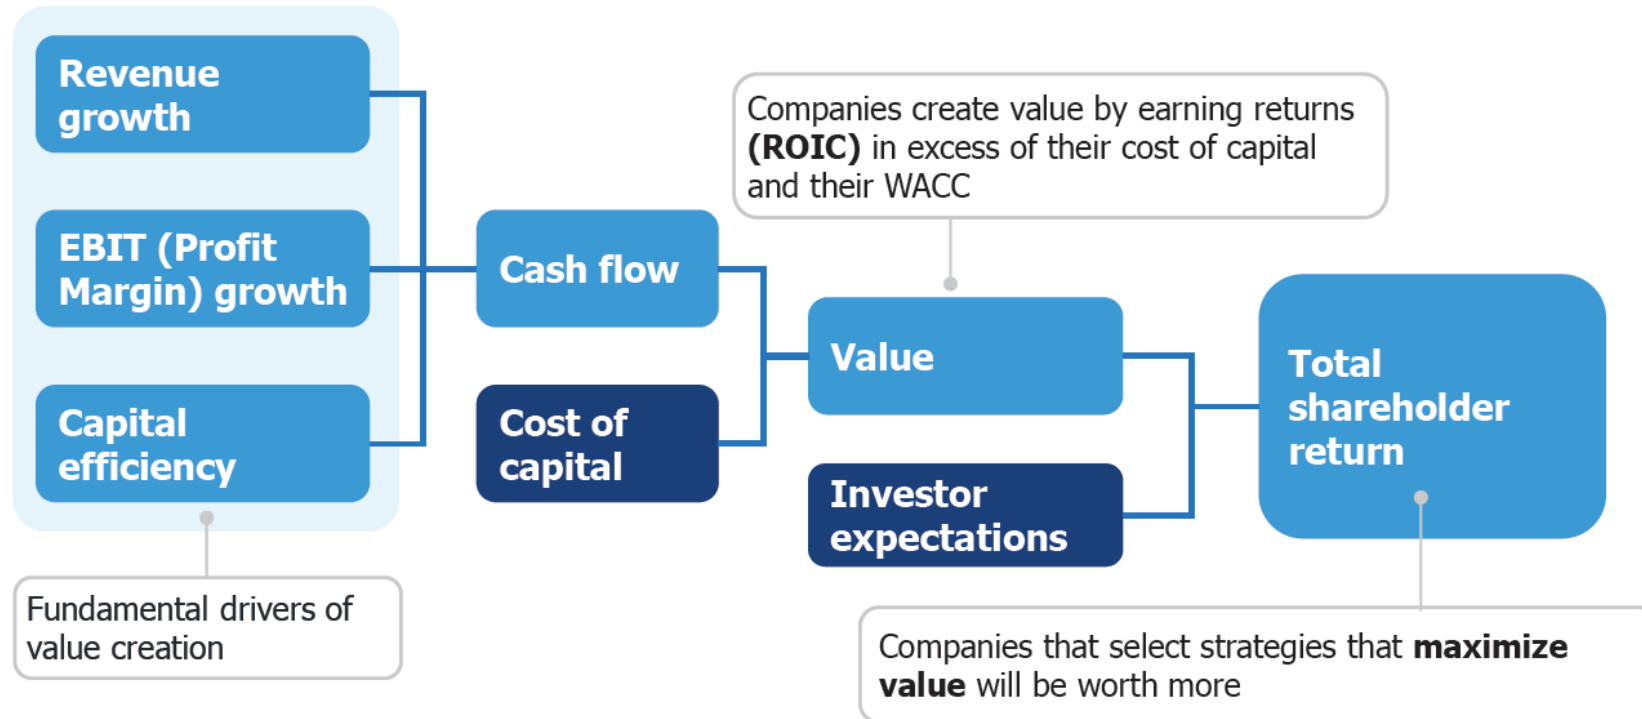 Revenue
growth
EBIT (Profit
Margin) growth
Capital
efficiency
Fundamental drivers of
value creation
Cash flow
Cost of
capital
Companies create value by earning returns
(ROIC) in excess of their cost of capital
and their WACC
Value
Investor
expectations
Total
shareholder
return
Companies that select strategies that maximize
value will be worth more